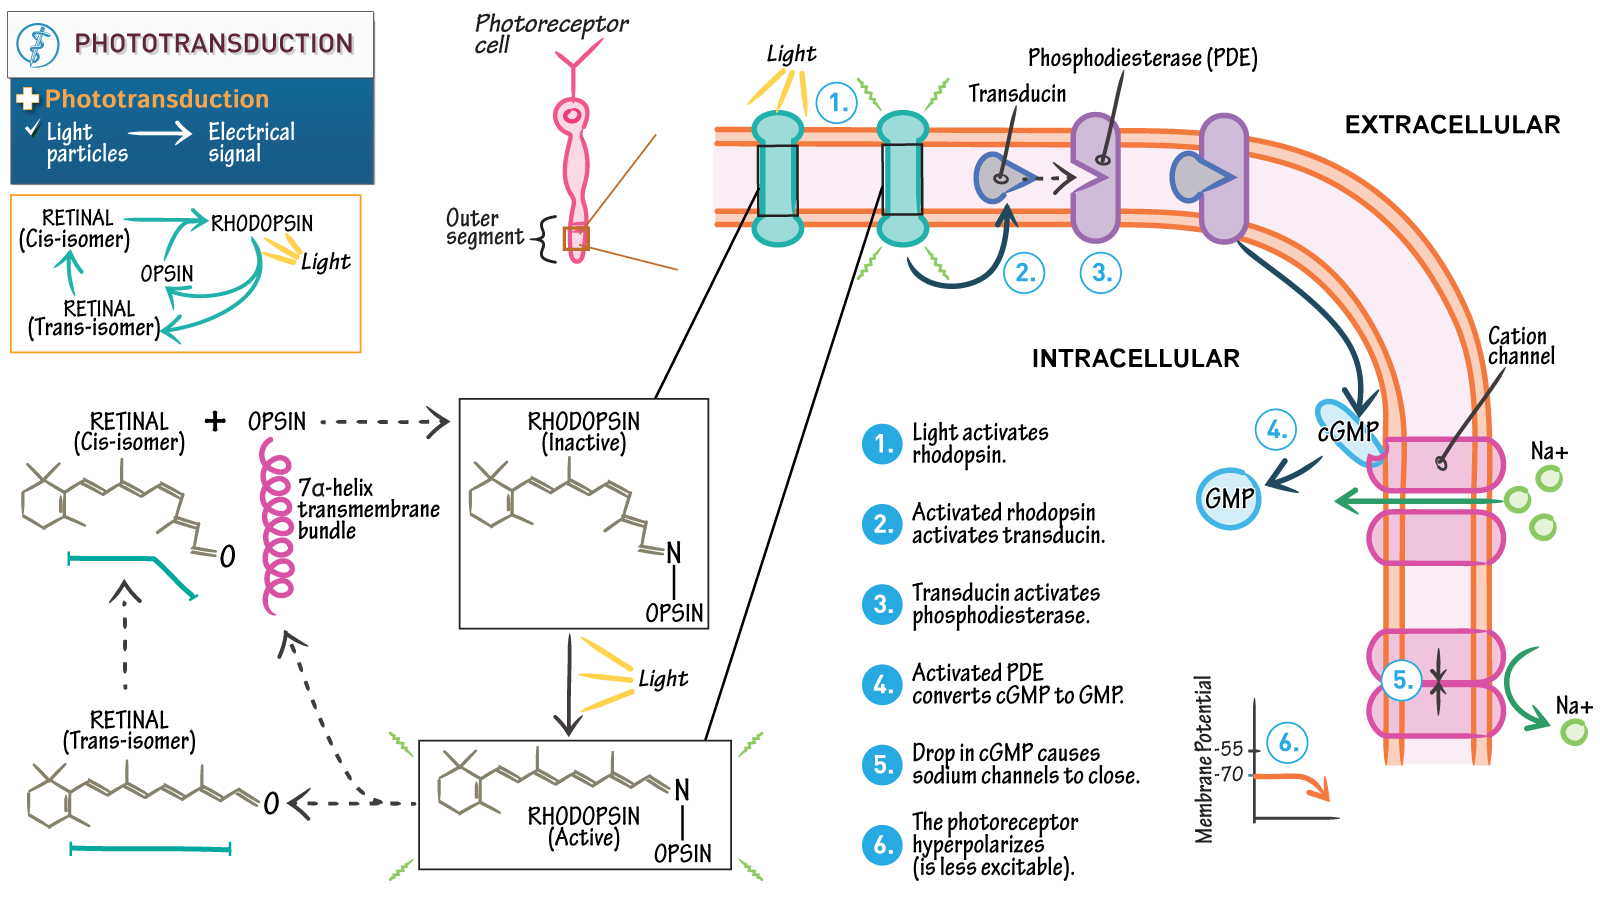 PHOTOTRANSDUCTION
Phototransduction
Light
particles
Electrical
signal
RETINAL
(Cis-isomer)
RHODOPSIN
OPSIN
Light
RETINAL
(Trans-isomer)
Photoreceptor
cell
Outer
segment
Light
1.
Transducin
Phosphodiesterase (PDE)
2.
3.
EXTRACELLULAR
INTRACELLULAR
Cation
channel
4.
cGMP
GMP
Na+
5.
Na+
RETINAL
(Cis-isomer)
+
OPSIN
O
7α-helix
transmembrane
bundle
RHODOPSIN
(Inactive)
N
OPSIN
Light
RETINAL
(Trans-isomer)
O
N
RHODOPSIN
(Active)
OPSIN
1. Light activates
rhodopsin.
2. Activated rhodopsin
activates transducin.
3. Transducin activates
phosphodiesterase.
4. Activated PDE
converts cGMP to GMP.
5. Drop in cGMP causes
sodium channels to close.
6. The photoreceptor
hyperpolarizes
(is less excitable).
Membrane Potential
-55
-70
6.